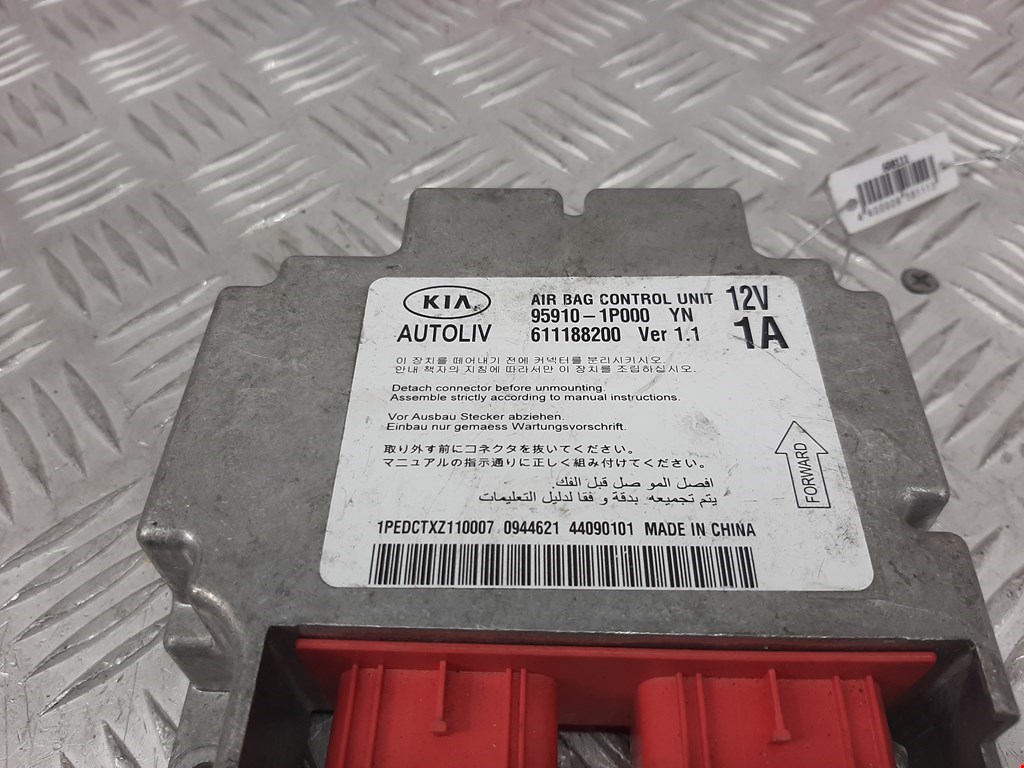 KIA
AUTOLIV
AIR BAG CONTROL UNIT
95910-1P000 YN
611188200 Ver 1.1
12V
1A
이 장치를 떼어내기 전에 커넥터를 분리시키시오.
안내 책자의 지침에 따라서만 이 장치를 조립하십시오.
Detach connector before unmounting.
Assemble strictly according to manual instructions.
Vor Ausbau Stecker abziehen.
Einbau nur gemaess Wartungsvorschrift.
取り外す前にコネクタを抜いてください。
マニュアルの指示通りに正しく組み付けてください。
افصل المو صل قبل الفك.
يتم تجميعه بدقة و فقا لدليل التعليمات
FORWARD
1PEDCTXZ110007 0944621 44090101 MADE IN CHINA